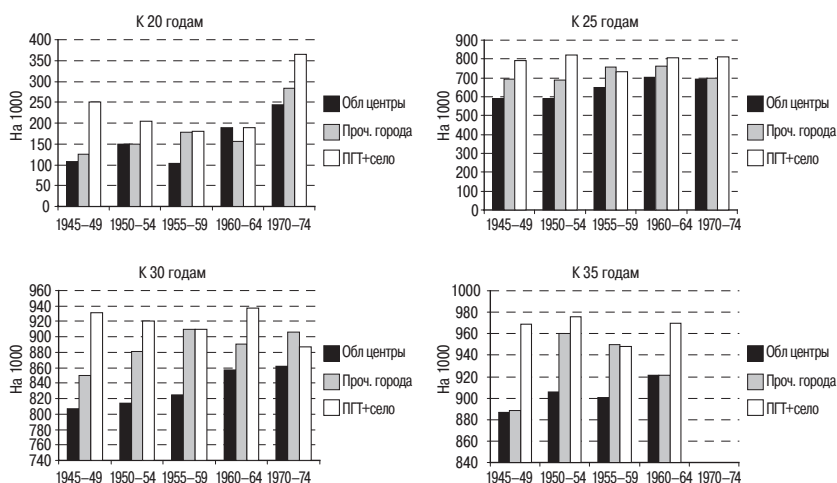 К 20 годам
На 1000
400
350
300
250
200
150
100
50
0
1945–49 1950–54 1955–59 1960–64 1970–74
Обл центры
Проч. города
ПГТ+село
К 25 годам
На 1000
900
800
700
600
500
400
300
200
100
0
1945–49 1950–54 1955–59 1960–64 1970–74
Обл центры
Проч. города
ПГТ+село
К 30 годам
На 1000
960
940
920
900
880
860
840
820
800
780
760
740
1945–49 1950–54 1955–59 1960–64 1970–74
Обл центры
Проч. города
ПГТ+село
К 35 годам
На 1000
1000
980
960
940
920
900
880
860
840
1945–49 1950–54 1955–59 1960–64 1970–74
Обл центры
Проч. города
ПГТ+село